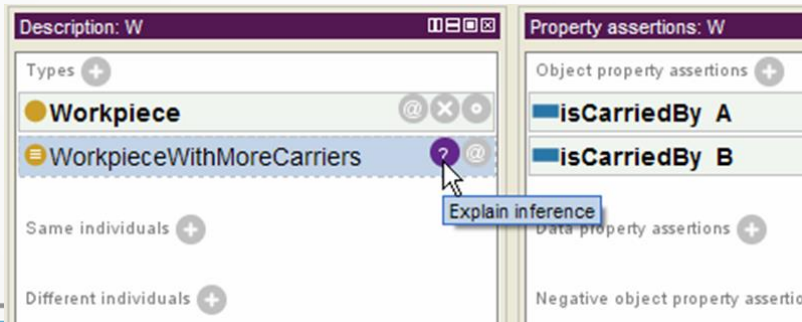 Description: W
Types
Workpiece
WorkpieceWithMoreCarriers
Explain inference
Same individuals
Different individuals
Property assertions: W
Object property assertions
isCarriedBy A
isCarriedBy B
Data property assertions
Negative object property